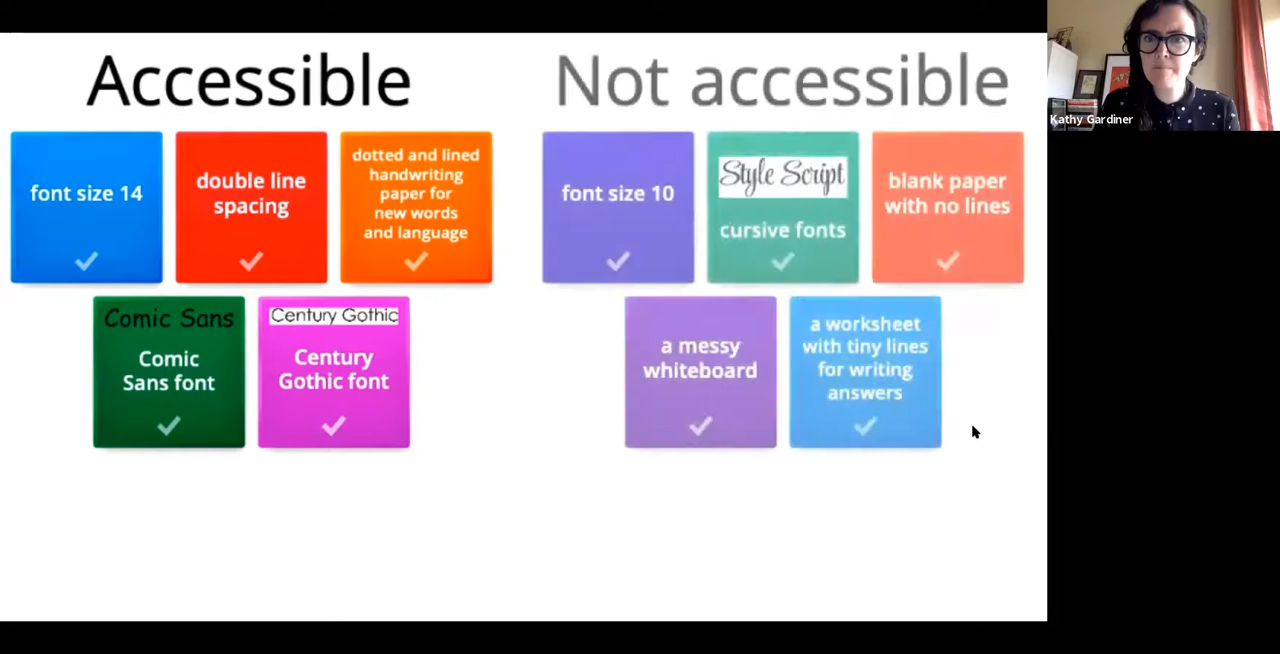 Accessible
Not accessible
font size 14
double line
spacing
dotted and lined
handwriting
paper for
new words
and language
font size 10
Style Script
cursive fonts
blank paper
with no lines
Comic Sans
Comic
Sans font
Century Gothic
Century
Gothic font
a messy
whiteboard
a worksheet
with tiny lines
for writing
answers
Kathy Gardiner